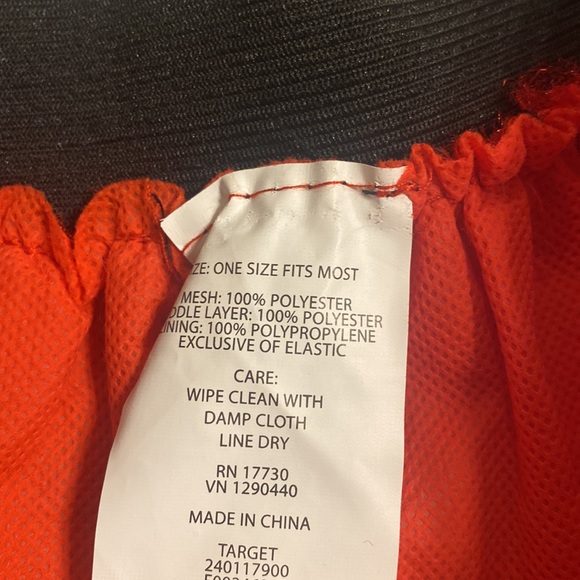 ZE: ONE SIZE FITS MOST
MESH: 100% POLYESTER
DDLE LAYER: 100% POLYESTER
NING: 100% POLYPROPYLENE
EXCLUSIVE OF ELASTIC
CARE:
WIPE CLEAN WITH
DAMP CLOTH
LINE DRY
RN 17730
VN 1290440
MADE IN CHINA
TARGET
240117900